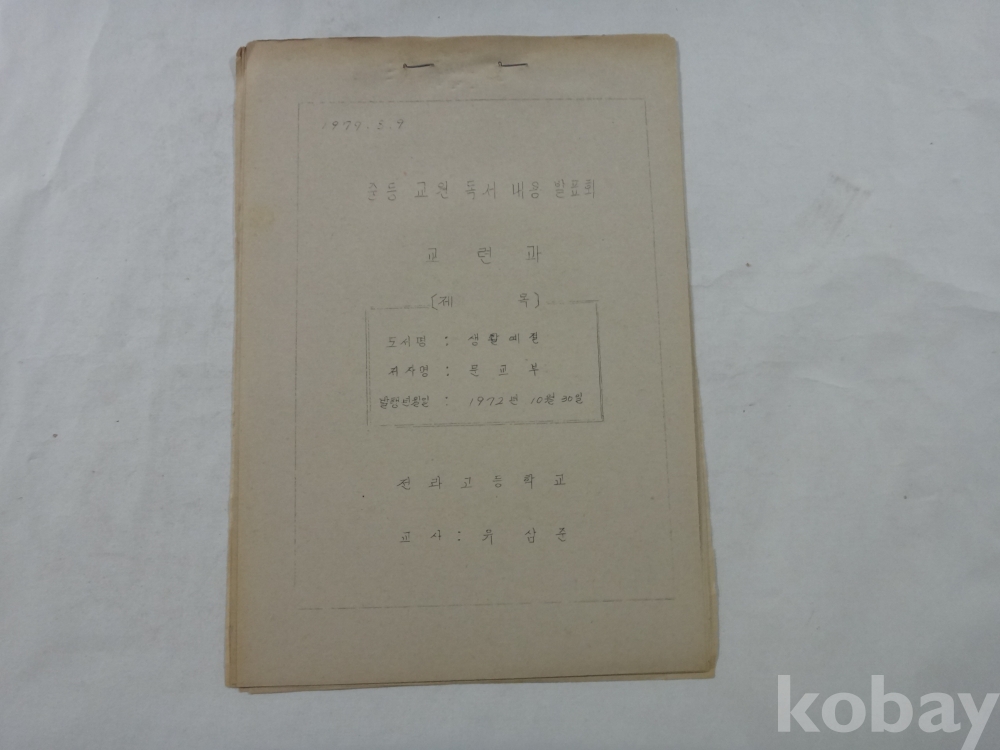 1979. 5. 9
중등 교원 독서 내용 발표회
교 련 과
[제 목]
도서명 : 생활예절
저자명 : 문교부
발행년월일 : 1972년 10월 30일
전라고등학교
교사 : 유삼준
kobay